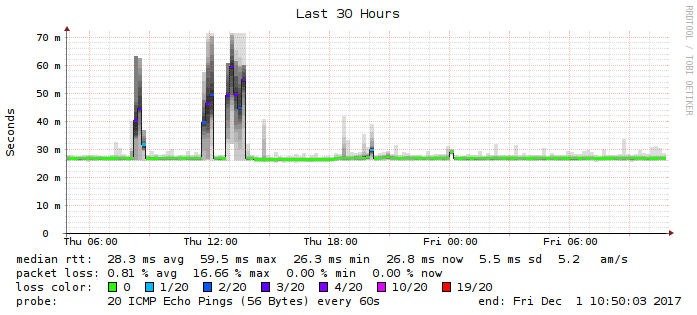 Last 30 Hours
RRDTOOL / TOBI OETIKER
Seconds
70 m
60 m
50 m
40 m
30 m
20 m
10 m
0
Thu 06:00 Thu 12:00 Thu 18:00 Fri 00:00 Fri 06:00
median rtt: 28.3 ms avg 59.5 ms max 26.3 ms min 26.8 ms now 5.5 ms sd 5.2 am/s
packet loss: 0.81 % avg 16.66 % max 0.00 % min 0.00 % now
loss color: 0 1/20 2/20 3/20 4/20 10/20 19/20
probe: 20 ICMP Echo Pings (56 Bytes) every 60s end: Fri Dec 1 10:50:03 2017